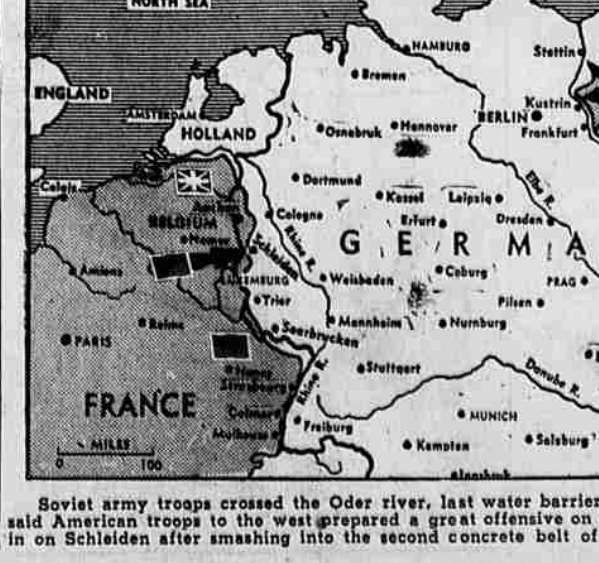 NORTH SEA
HAMBURG
Stettin
Bremen
ENGLAND
Kustrin
AMSTERDAM
BERLIN
HOLLAND
Osnabruk
Hannover
Frankfurt
Dortmund
Elbe R.
Calais
Kassel
Leipzig
Cologne
BELGIUM
Erfurt
Dresden
Namur
Rhine R.
Schleiden
GERMA
Amiens
Weisbaden
Coburg
PRAG
Trier
Pilsen
Reims
Mannheim
Nurnburg
PARIS
Saarbrucken
Stuttgart
Nancy
Danube R.
Strasbourg
FRANCE
Rhine R.
Colmar
MUNICH
Freiburg
Mulhouse
MILES
Kempten
Salsburg
0 100
Soviet army troops crossed the Oder river, last water barrier
said American troops to the west prepared a great offensive on
in on Schleiden after smashing into the second concrete belt of